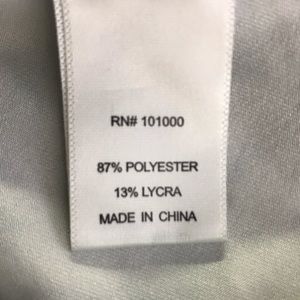 RN# 101000
87% POLYESTER
13% LYCRA
MADE IN CHINA